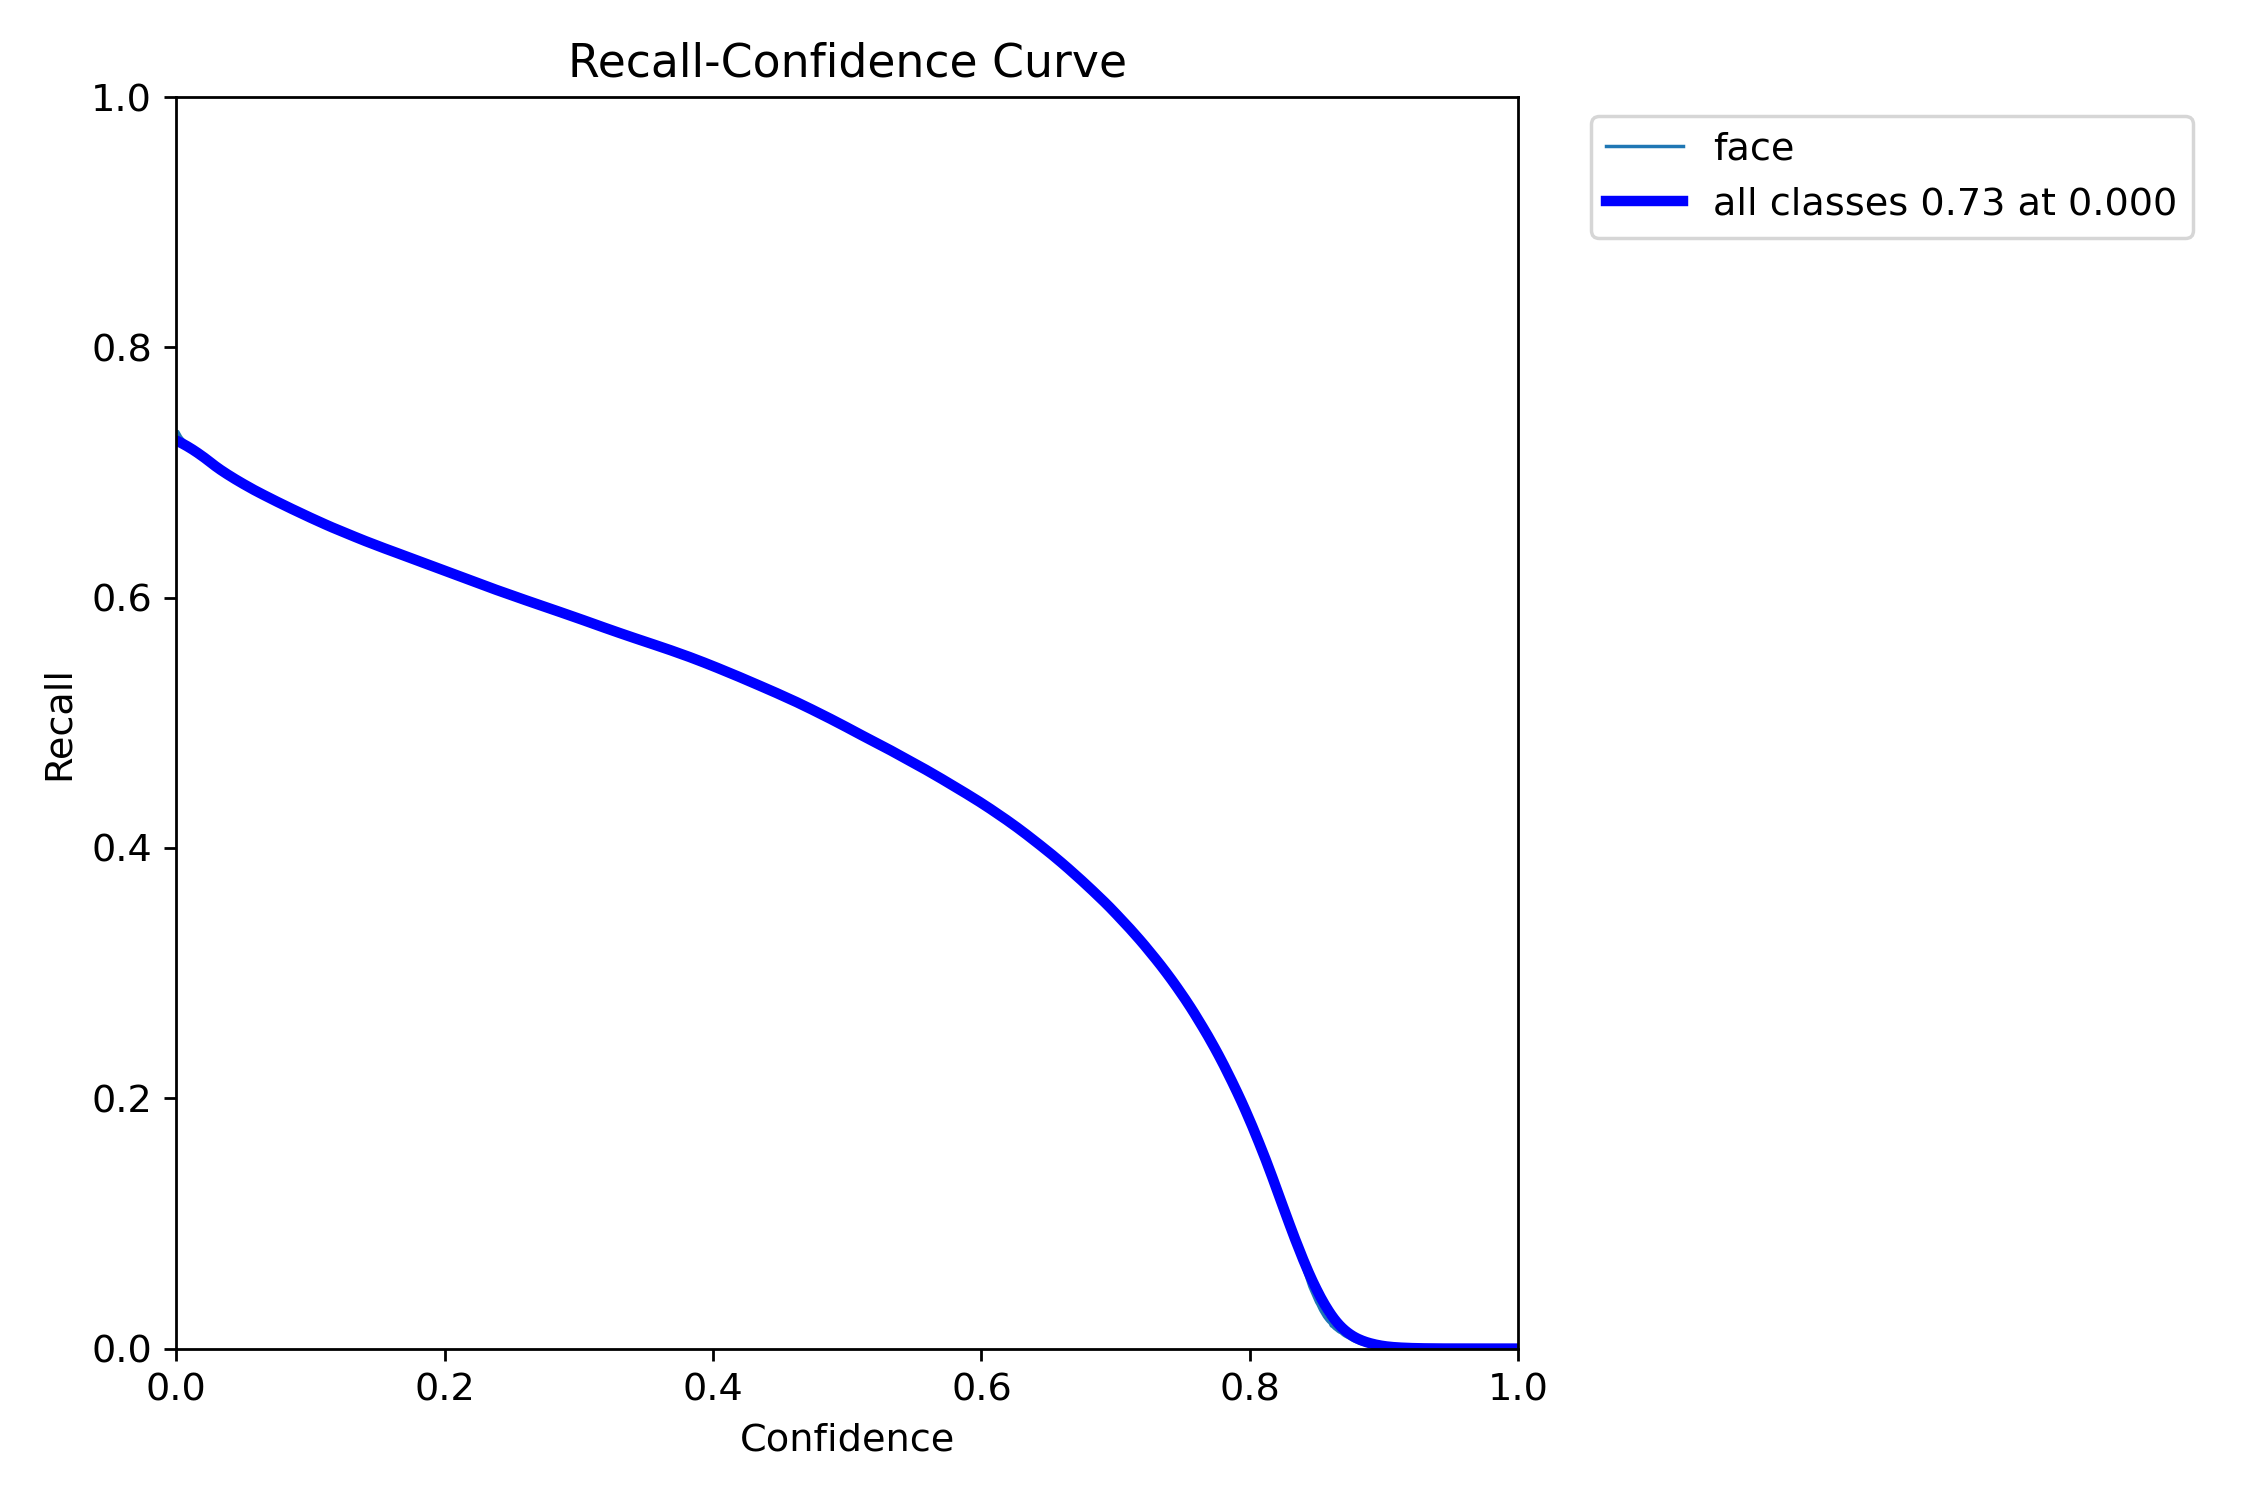 Recall-Confidence Curve
1.0
0.8
0.6
0.4
0.2
0.0
Recall
0.0 0.2 0.4 0.6 0.8 1.0
Confidence
face
all classes 0.73 at 0.000